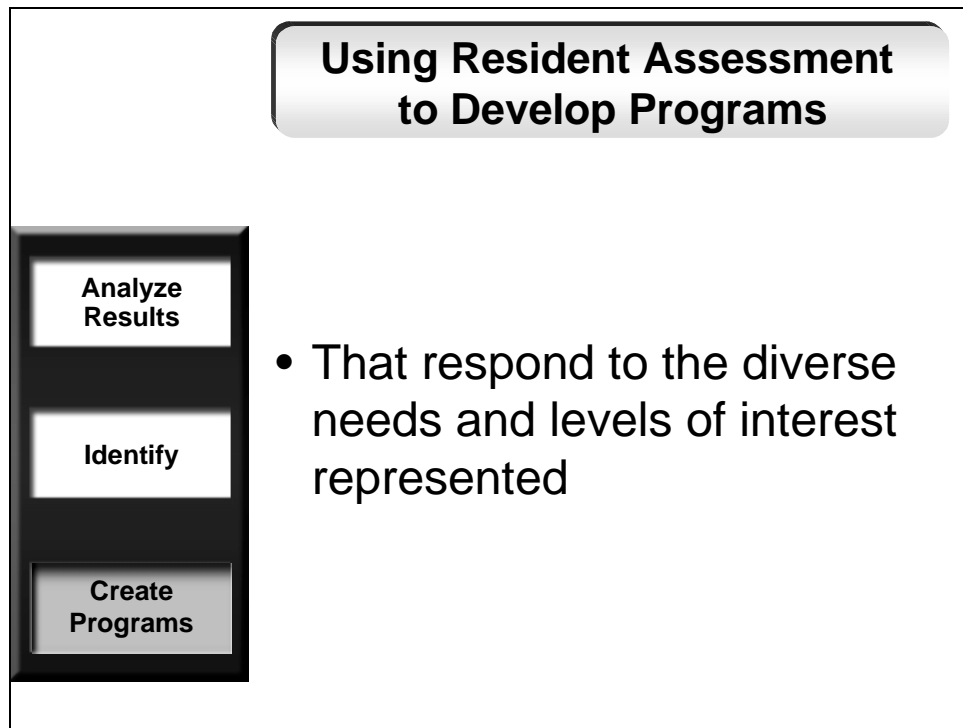 Using Resident Assessment
to Develop Programs
Analyze
Results
Identify
Create
Programs
• That respond to the diverse
needs and levels of interest
represented